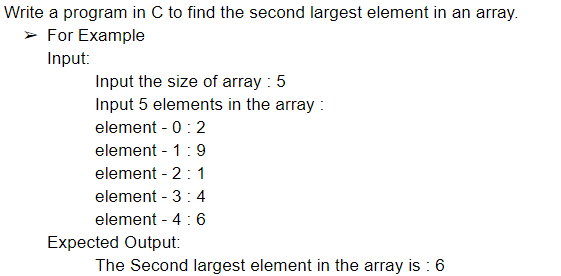 Write a program in C to find the second largest element in an array.
➢ For Example
Input:
Input the size of array : 5
Input 5 elements in the array :
element - 0 : 2
element - 1 : 9
element - 2 : 1
element - 3 : 4
element - 4 : 6
Expected Output:
The Second largest element in the array is : 6